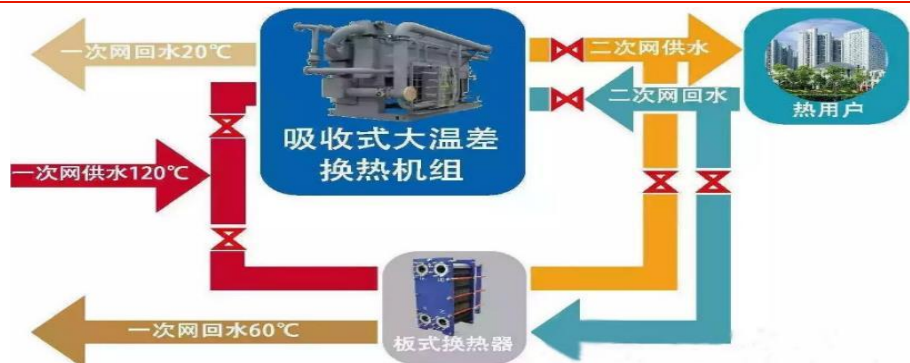 一次网回水20℃
二次网供水
二次网回水
热用户
吸收式大温差
换热机组
一次网供水120℃
一次网回水60℃
板式换热器